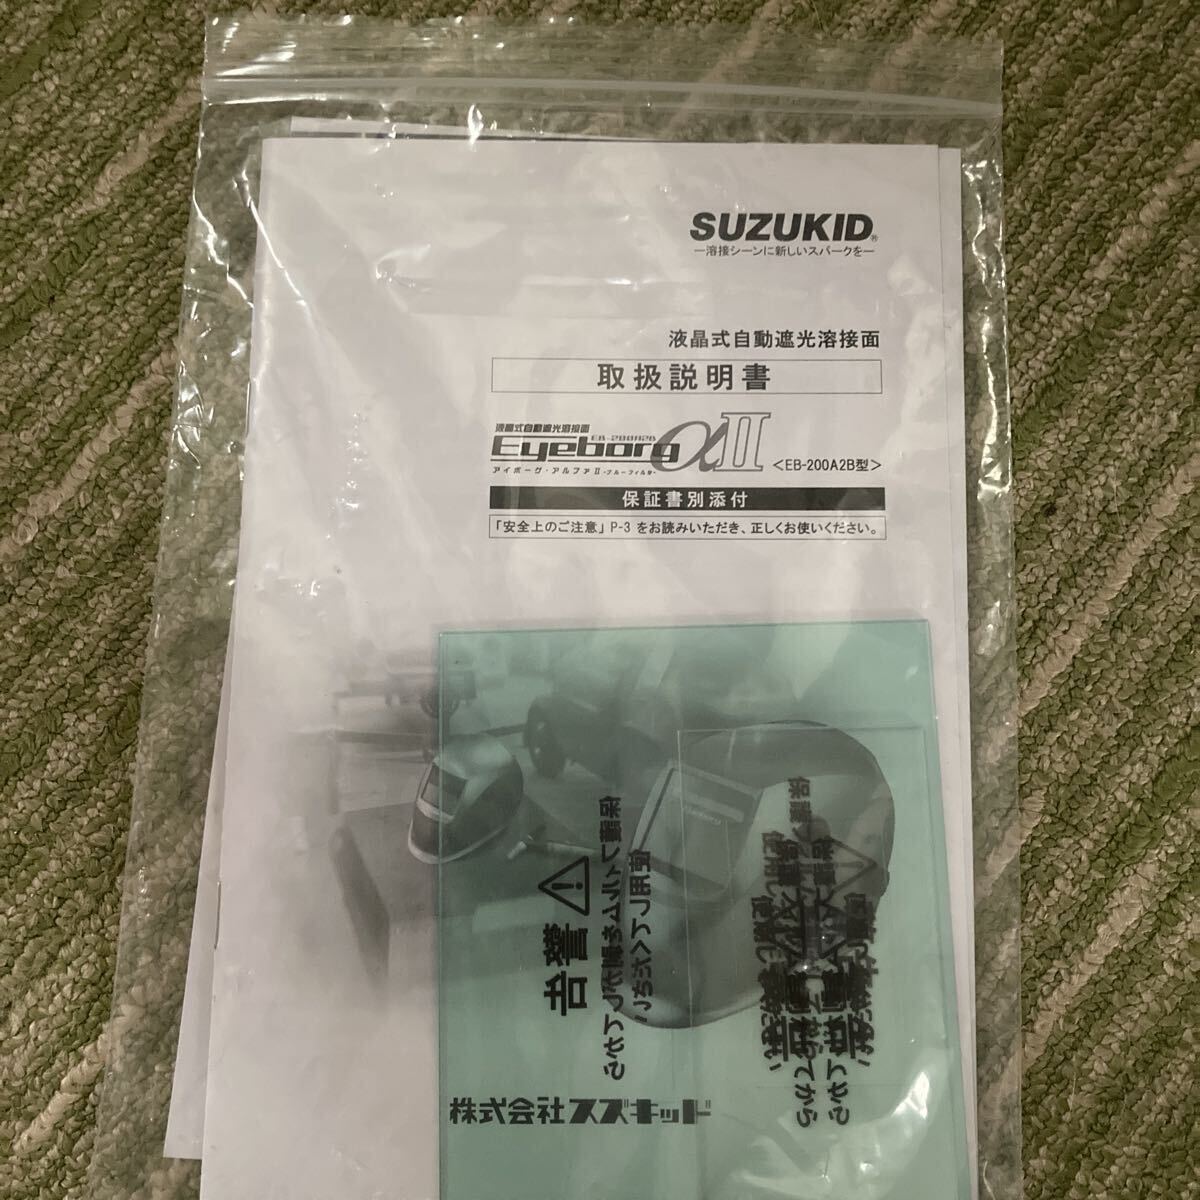 SUZUKID®
―溶接シーンに新しいスパークを―
液晶式自動遮光溶接面
取扱説明書
液晶式自動遮光溶接面
EB-200A2B
Eyeborg αII
アイボーグ・アルファⅡ -ブルーフィルター-
<EB-200A2B型>
保証書別添付
「安全上のご注意」P-3 をお読みいただき、正しくお使いください。
Eyeborg
警告
株式会社スズキッド